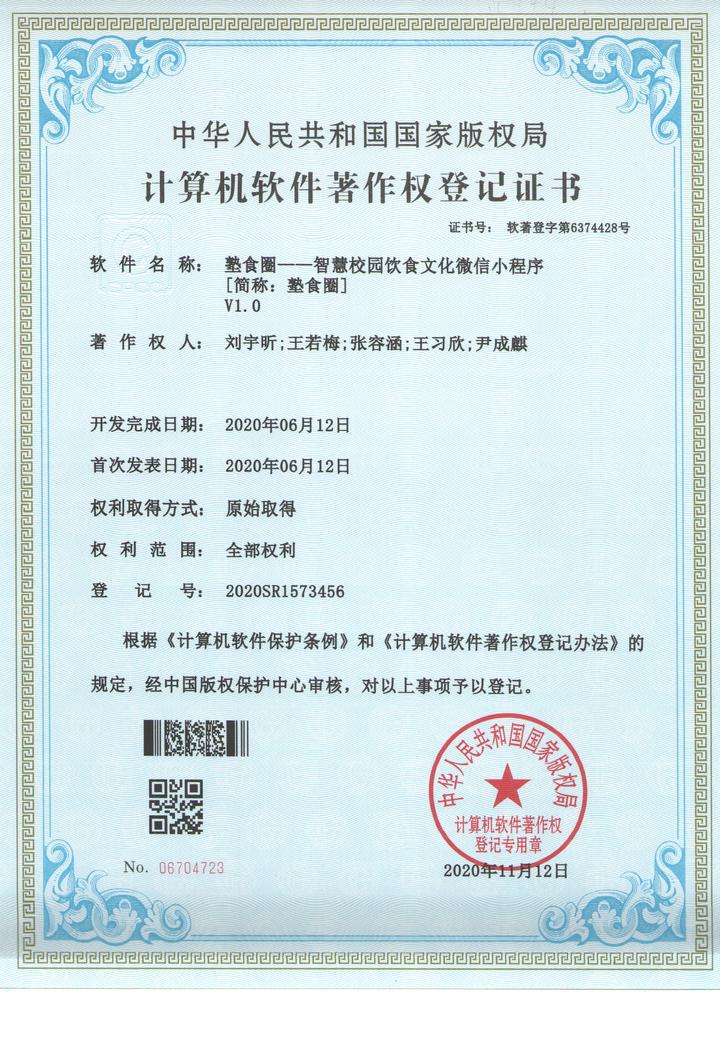 中华人民共和国国家版权局
计算机软件著作权登记证书
证书号： 软著登字第6374428号
软件名称： 塾食圈——智慧校园饮食文化微信小程序
[简称：塾食圈]
V1.0
著作权人： 刘宇昕;王若梅;张容涵;王习欣;尹成麒
开发完成日期： 2020年06月12日
首次发表日期： 2020年06月12日
权利取得方式： 原始取得
权利范围： 全部权利
登记号： 2020SR1573456
根据《计算机软件保护条例》和《计算机软件著作权登记办法》的
规定，经中国版权保护中心审核，对以上事项予以登记。
中华人民共和国国家版权局
计算机软件著作权
登记专用章
No. 06704723
2020年11月12日